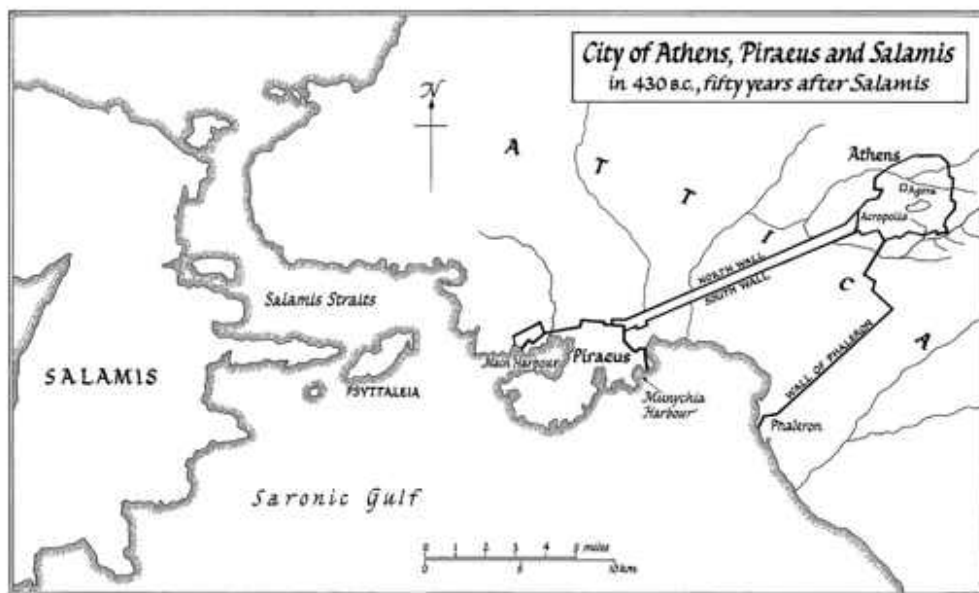 City of Athens, Piraeus and Salamis
in 430 B.C., fifty years after Salamis
N
A T T I C A
Athens
Agora
Acropolis
NORTH WALL
SOUTH WALL
WALL OF PHALERON
Salamis Straits
SALAMIS
PSYTTALEIA
Main Harbour
Piraeus
Munychia
Harbour
Phaleron
Saronic Gulf
0 1 2 3 4 5 miles
0 5 10 km